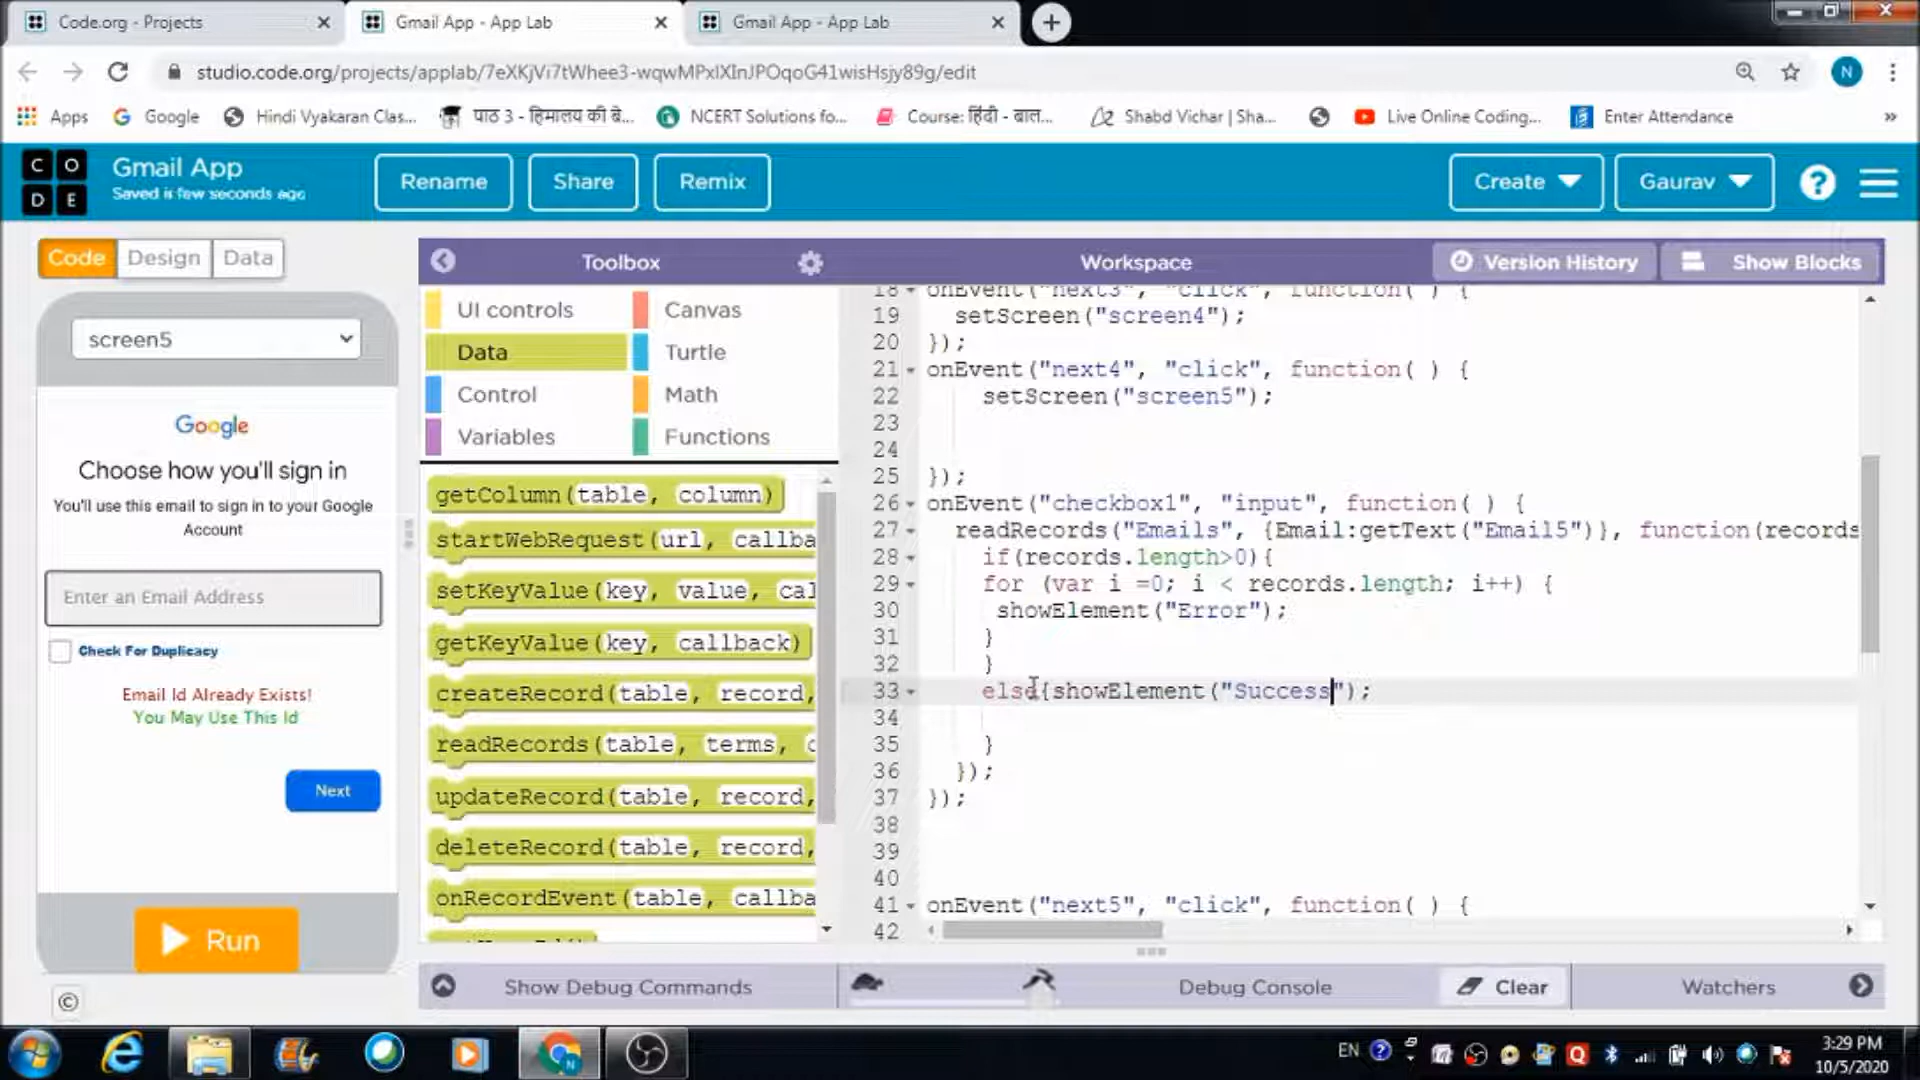 Code.org - Projects
Gmail App - App Lab
Gmail App - App Lab
studio.code.org/projects/applab/7eXKjVi7tWhee3-wqwMPxlXInJPOqoG41wisHsjy89g/edit
N
Apps
Google
Hindi Vyakaran Clas...
पाठ 3 - हिमालय की बे...
NCERT Solutions fo...
Course: हिंदी - बाल...
Shabd Vichar | Sha...
Live Online Coding...
Enter Attendance
CODE
Gmail App
Saved a few seconds ago
Rename
Share
Remix
Create
Gaurav
Code
Design
Data
Toolbox
Workspace
Version History
Show Blocks
screen5
Google
Choose how you'll sign in
You'll use this email to sign in to your Google
Account
Enter an Email Address
Check For Duplicacy
Email Id Already Exists!
You May Use This Id
Next
Run
UI controls
Canvas
Data
Turtle
Control
Math
Variables
Functions
getColumn(table, column)
startWebRequest(url, callba
setKeyValue(key, value, cal
getKeyValue(key, callback)
createRecord(table, record,
readRecords(table, terms, c
updateRecord(table, record,
deleteRecord(table, record,
onRecordEvent(table, callba
18 onEvent("next3", "click", function( ) {
19 setScreen("screen4");
20 });
21 onEvent("next4", "click", function( ) {
22 setScreen("screen5");
23
24
25 });
26 onEvent("checkbox1", "input", function( ) {
27 readRecords("Emails", {Email:getText("Email5")}, function(records
28 if(records.length>0){
29 for (var i =0; i < records.length; i++) {
30 showElement("Error");
31 }
32 }
33 else{showElement("Success");
34
35 }
36 });
37 });
38
39
40
41 onEvent("next5", "click", function( ) {
42
Show Debug Commands
Debug Console
Clear
Watchers
EN
3:29 PM
10/5/2020